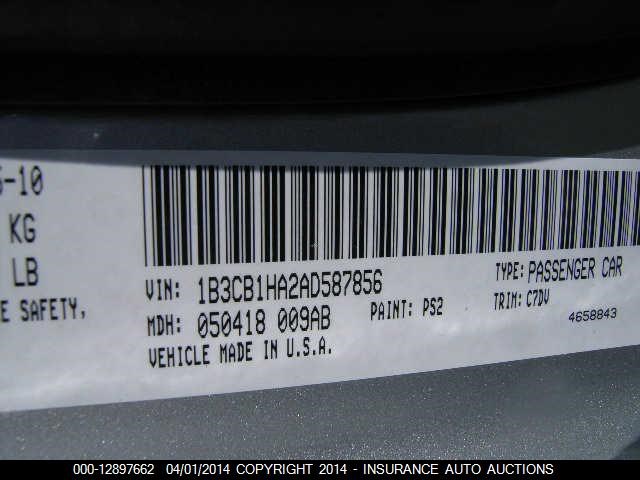 5-10
KG
LB
E SAFETY,
VIN: 1B3CB1HA2AD587856 TYPE: PASSENGER CAR
MDH: 050418 009AB PAINT: PS2 TRIM: C7DV
VEHICLE MADE IN U.S.A. 4658843
000-12897662 04/01/2014 COPYRIGHT 2014 - INSURANCE AUTO AUCTIONS